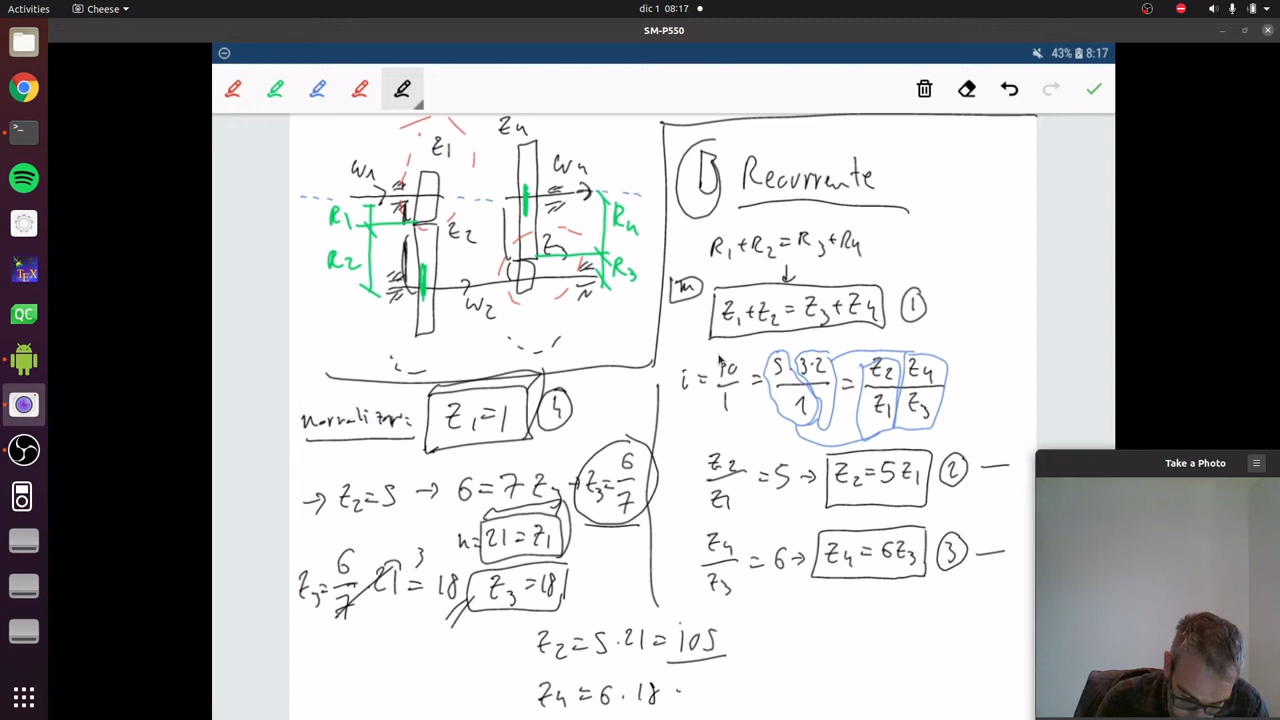 Activities
Cheese
dic 1 08:17
SM-P550
43% 8:17
Z1
Z4
W1
W4
R1
Z2
R4
R2
Z3
R3
W2
Recurrente
R1+R2=R3+R4
m
Z1+Z2=Z3+Z4 1
i = 30/1 = 5·3·2/1 = Z2/Z1 Z4/Z3
Z2/Z1 = 5 → Z2=5Z1 2
Z4/Z3 = 6 → Z4=6Z3 3
normalizar: Z1=1 4
→ Z2=5 → 6=7Z3 → Z3=6/7
n=21=Z1
Z3=6/7 21 3 = 18 Z3=18
Z2=5·21=105
Z4=6·18
Take a Photo
QC
TEX